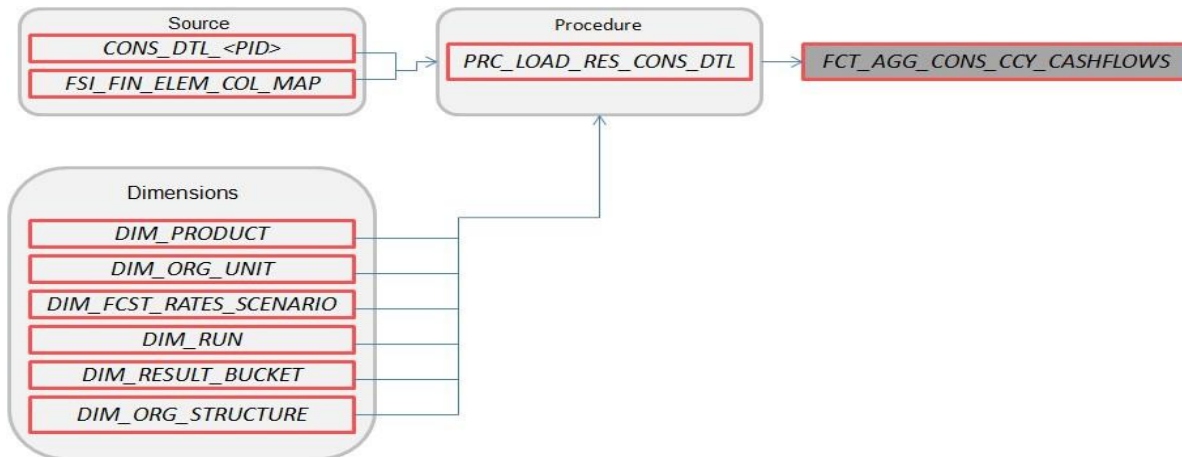 Source
CONS_DTL_<PID>
FSI_FIN_ELEM_COL_MAP
Procedure
PRC_LOAD_RES_CONS_DTL
FCT_AGG_CONS_CCY_CASHFLOWS
Dimensions
DIM_PRODUCT
DIM_ORG_UNIT
DIM_FCST_RATES_SCENARIO
DIM_RUN
DIM_RESULT_BUCKET
DIM_ORG_STRUCTURE